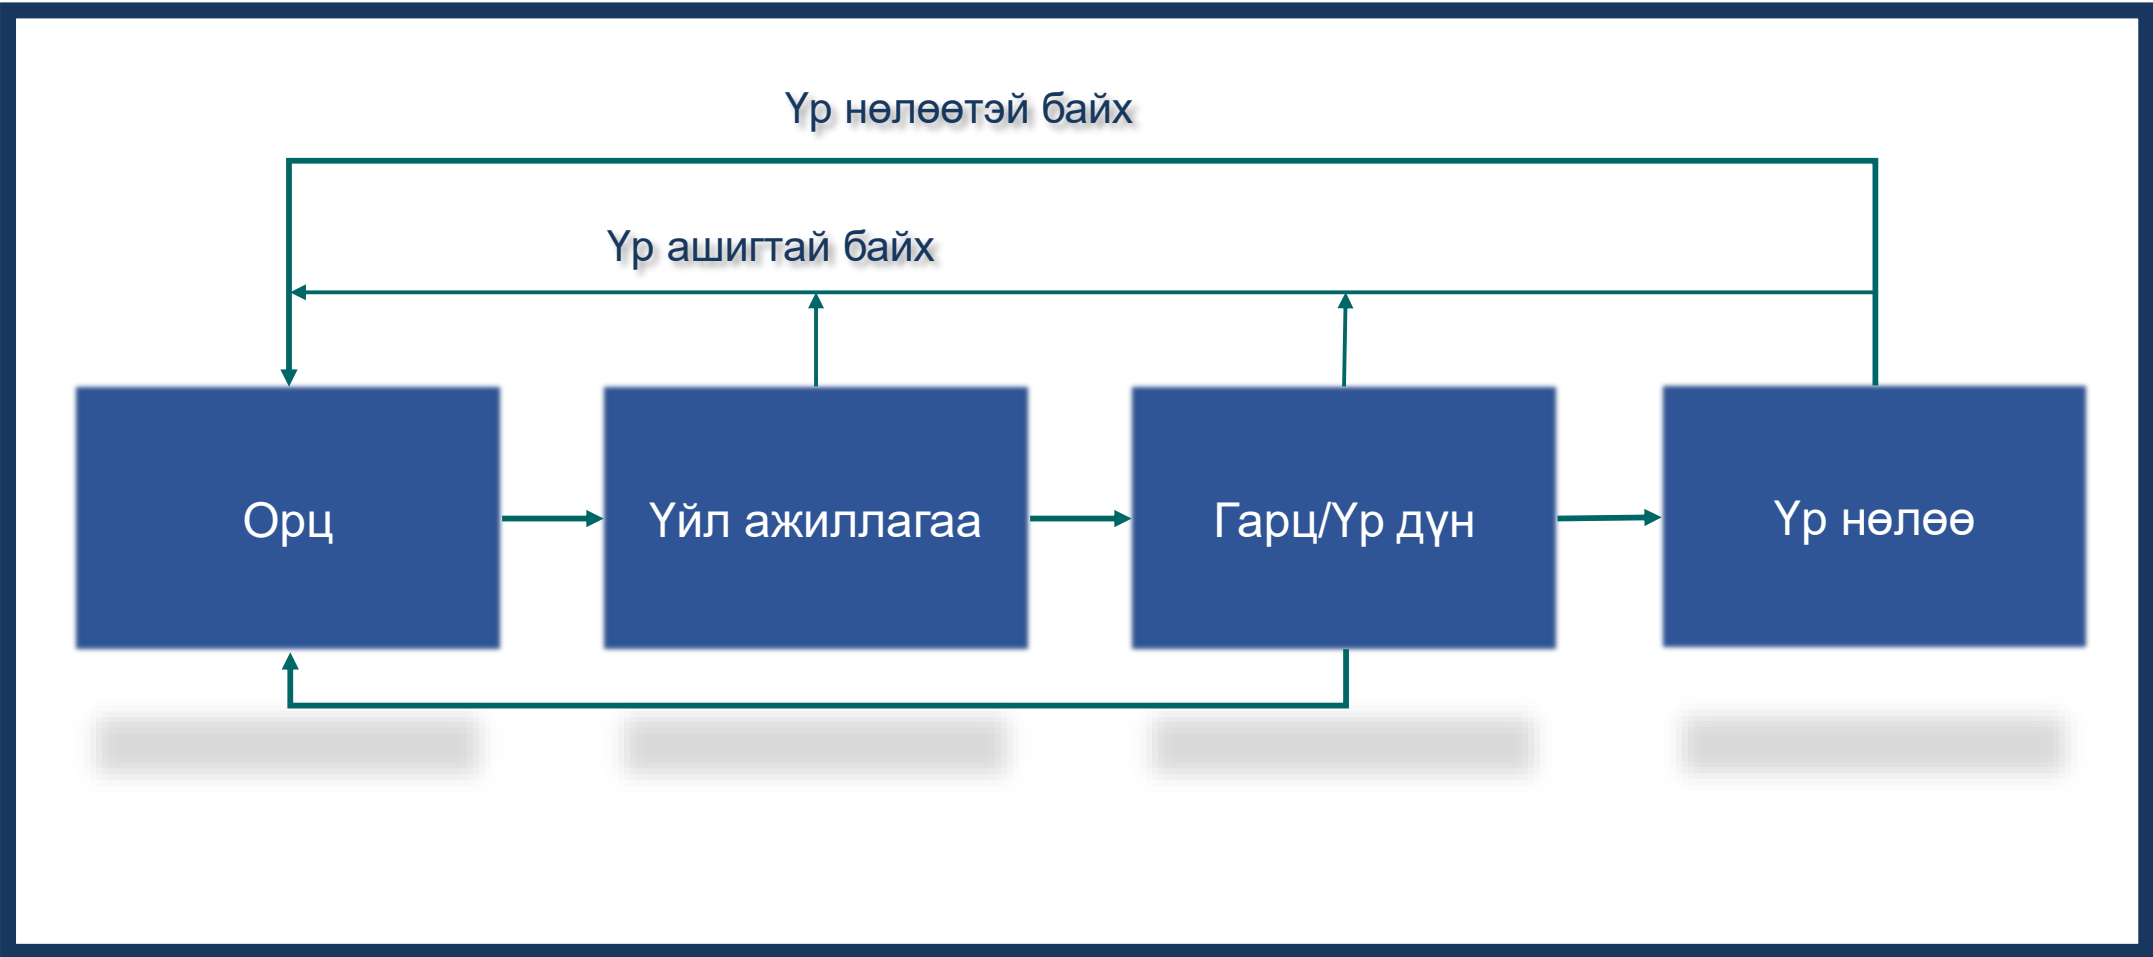 Үр нөлөөтэй байх
Үр ашигтай байх
Орц
Үйл ажиллагаа
Гарц/Үр дүн
Үр нөлөө